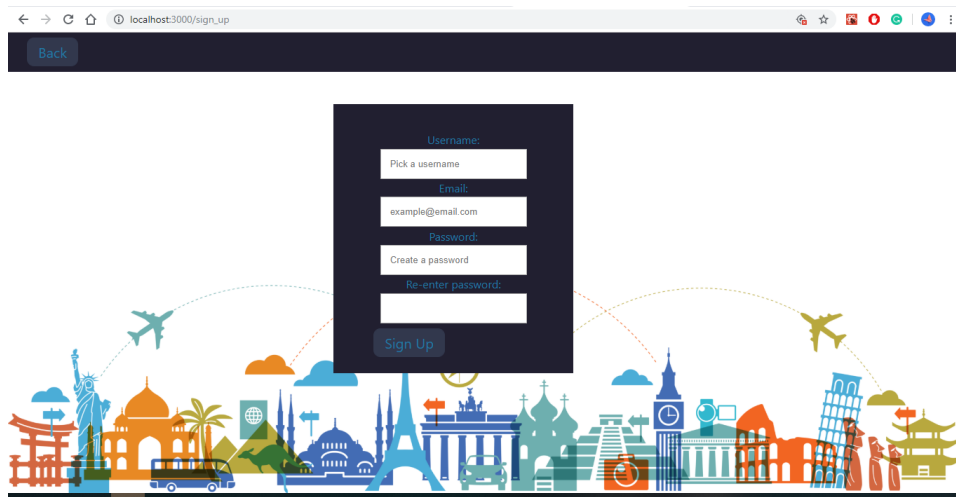 localhost:3000/sign_up
Back
Username:
Pick a username
Email:
example@email.com
Password:
Create a password
Re-enter password:
Sign Up